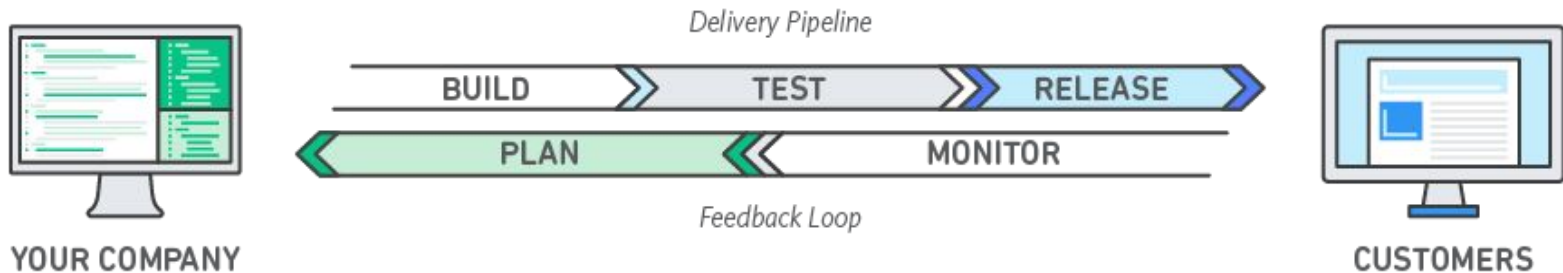 Delivery Pipeline
BUILD TEST RELEASE
PLAN MONITOR
Feedback Loop
YOUR COMPANY CUSTOMERS